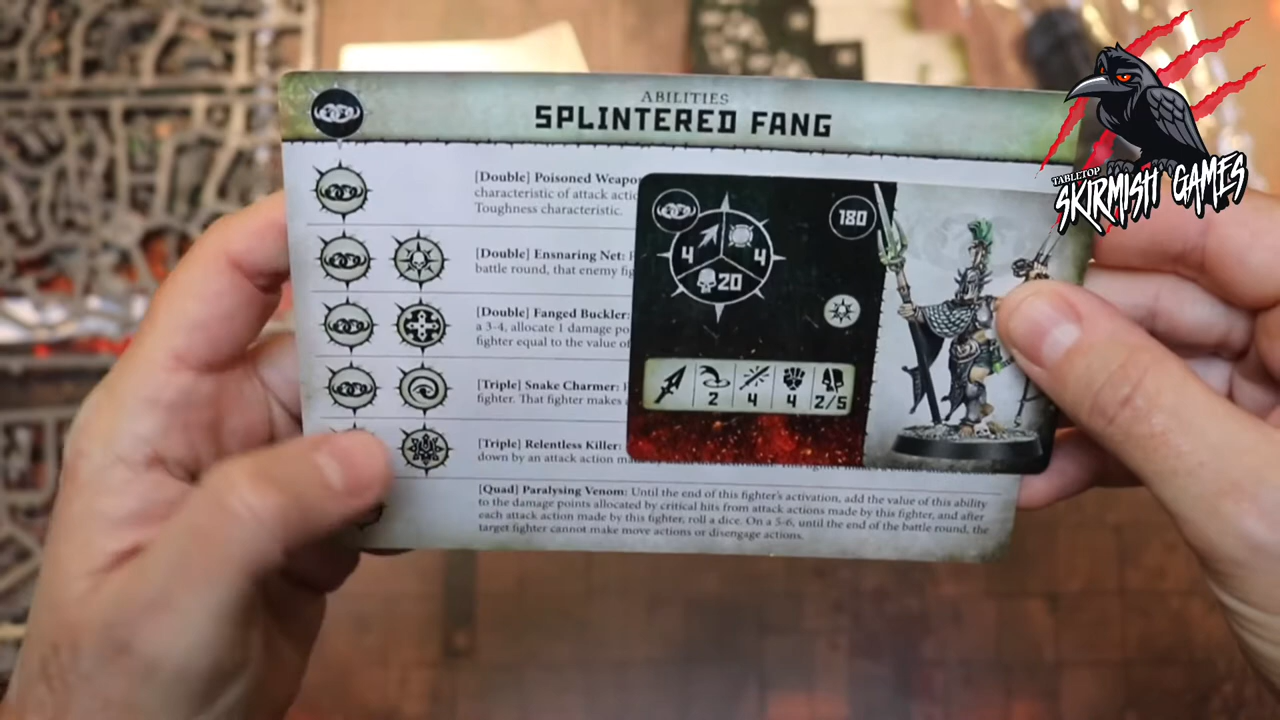 TABLETOP
SKIRMISH GAMES
ABILITIES
SPLINTERED FANG
[Double] Poisoned Weapo
characteristic of attack actio
Toughness characteristic.
[Double] Ensnaring Net:
battle round, that enemy fig
[Double] Fanged Buckler:
a 3-4, allocate 1 damage po
fighter equal to the value of
[Triple] Snake Charmer:
fighter. That fighter makes a
[Triple] Relentless Killer:
down by an attack action ma
[Quad] Paralysing Venom: Until the end of this fighter's activation, add the value of this ability
to the damage points allocated by critical hits from attack actions made by this fighter, and after
each attack action made by this fighter, roll a dice. On a 5-6, until the end of the battle round, the
target fighter cannot make move actions or disengage actions.
180
4 4
20
2 4 4 2/5